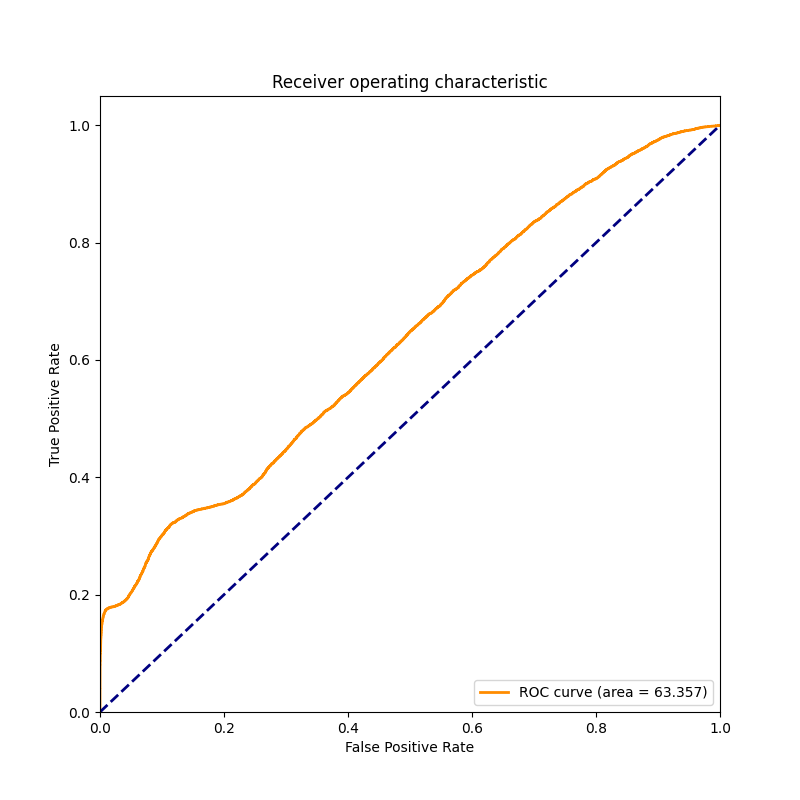 Receiver operating characteristic
True Positive Rate
1.0
0.8
0.6
0.4
0.2
0.0
ROC curve (area = 63.357)
0.0 0.2 0.4 0.6 0.8 1.0
False Positive Rate